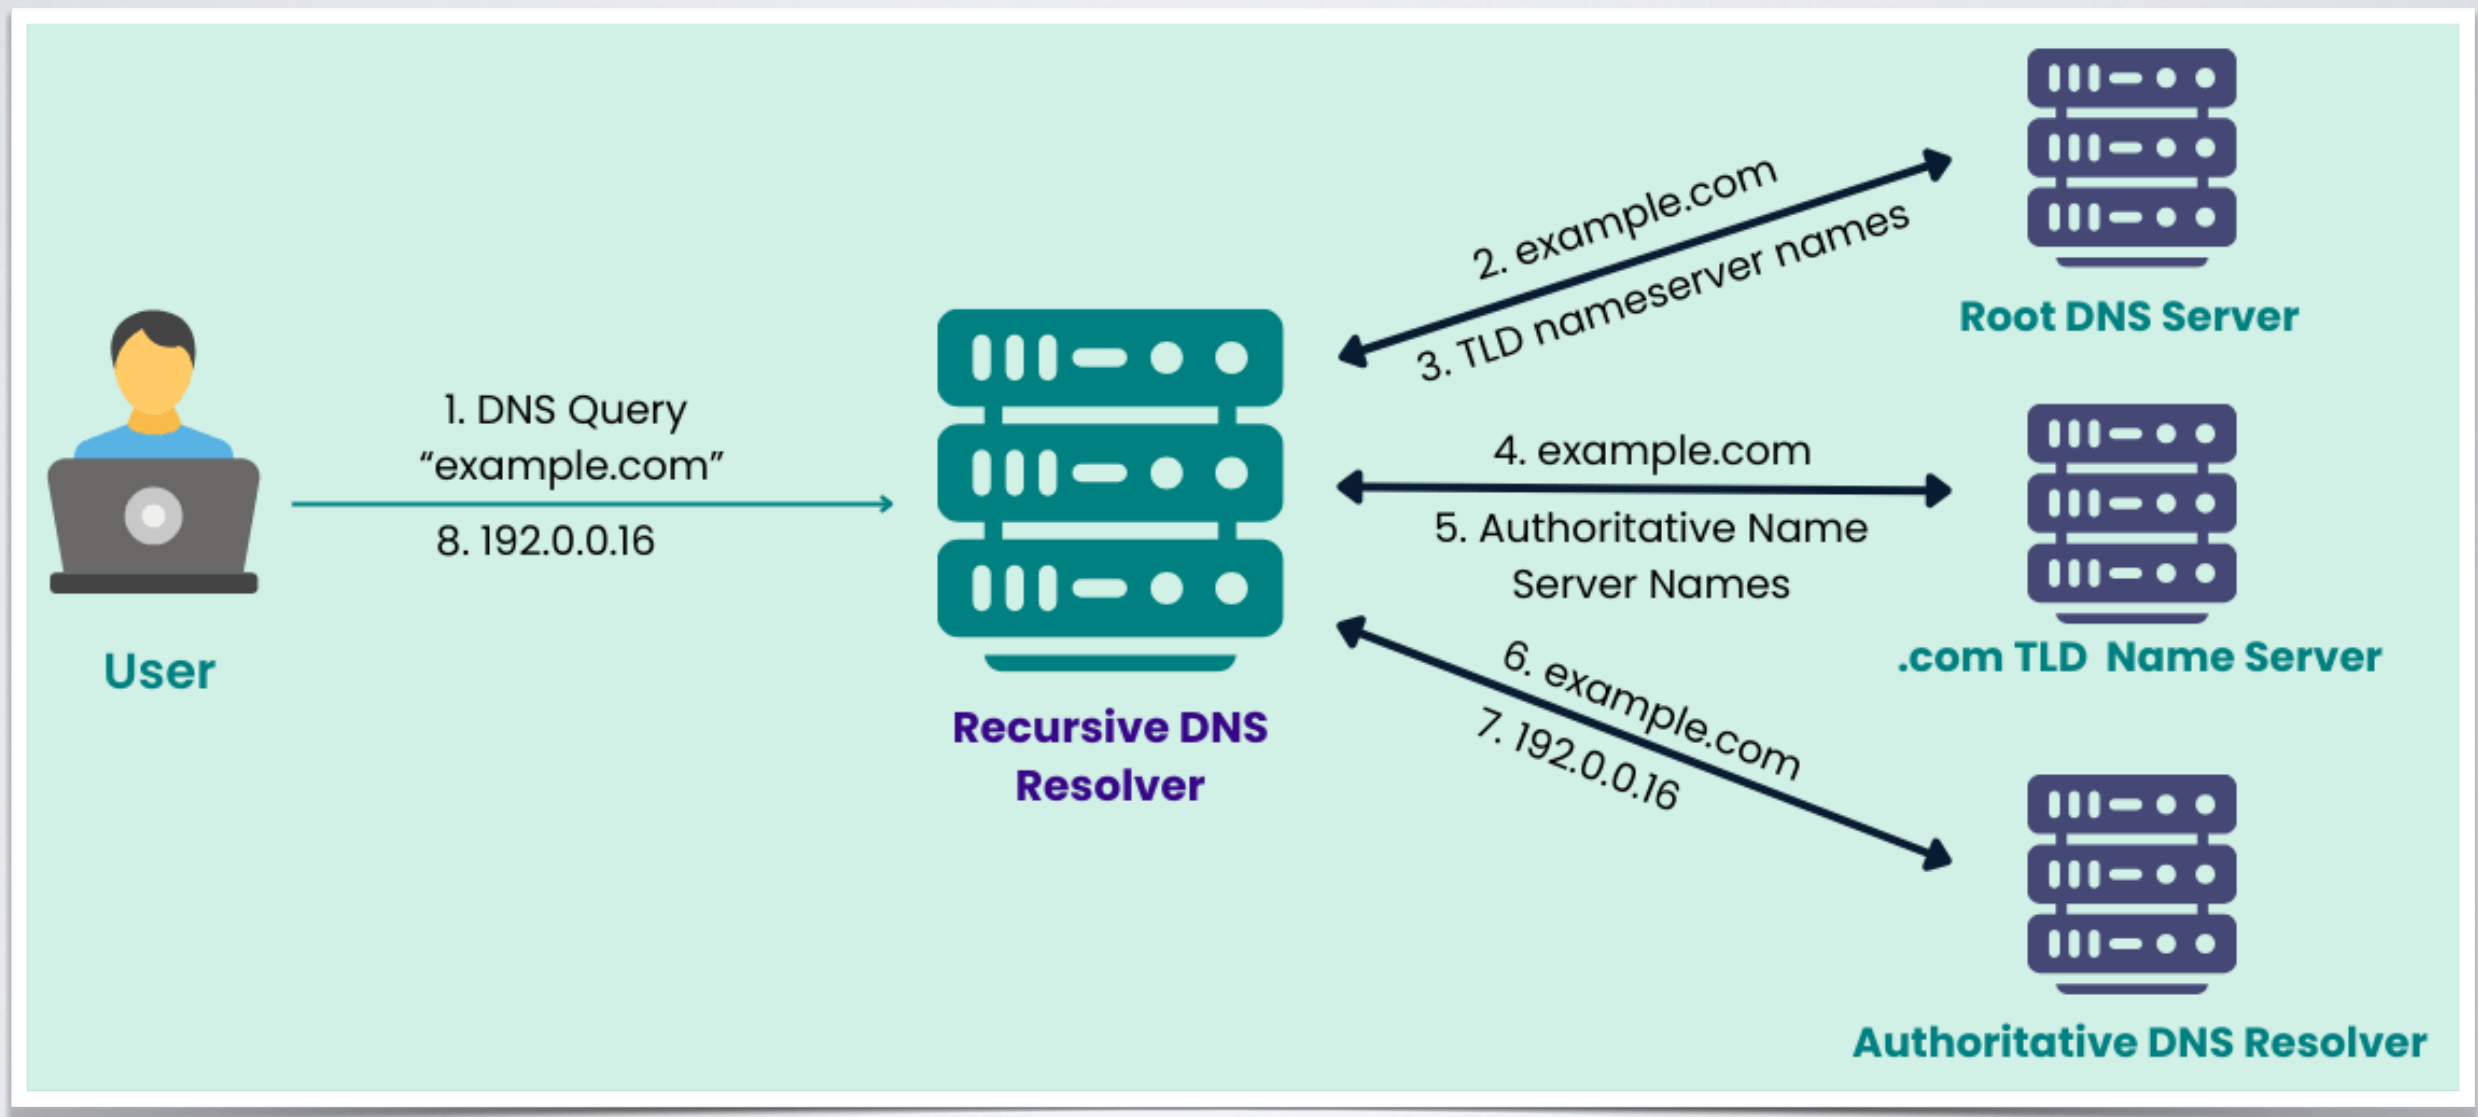 1. DNS Query
“example.com”
8. 192.0.0.16
User
Recursive DNS
Resolver
2. example.com
3. TLD nameserver names
Root DNS Server
4. example.com
5. Authoritative Name
Server Names
.com TLD  Name Server
6. example.com
7. 192.0.0.16
Authoritative DNS Resolver